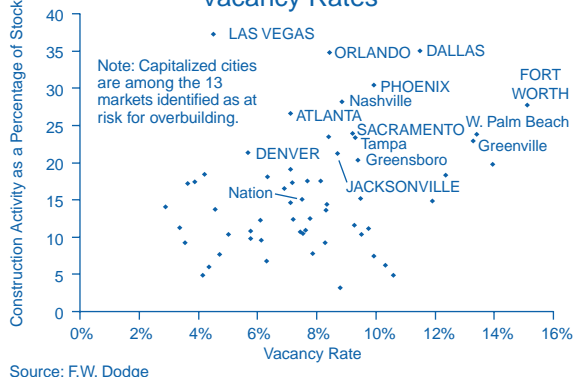 Vacancy Rates
Construction Activity as a Percentage of Stock
40
35
30
25
20
15
10
5
0
LAS VEGAS
ORLANDO
DALLAS
Note: Capitalized cities
are among the 13
markets identified as at
risk for overbuilding.
PHOENIX
FORT
WORTH
Nashville
ATLANTA
W. Palm Beach
SACRAMENTO
Tampa
Greenville
DENVER
Greensboro
Nation
JACKSONVILLE
0%
2%
4%
6%
8%
10%
12%
14%
16%
Vacancy Rate
Source: F.W. Dodge